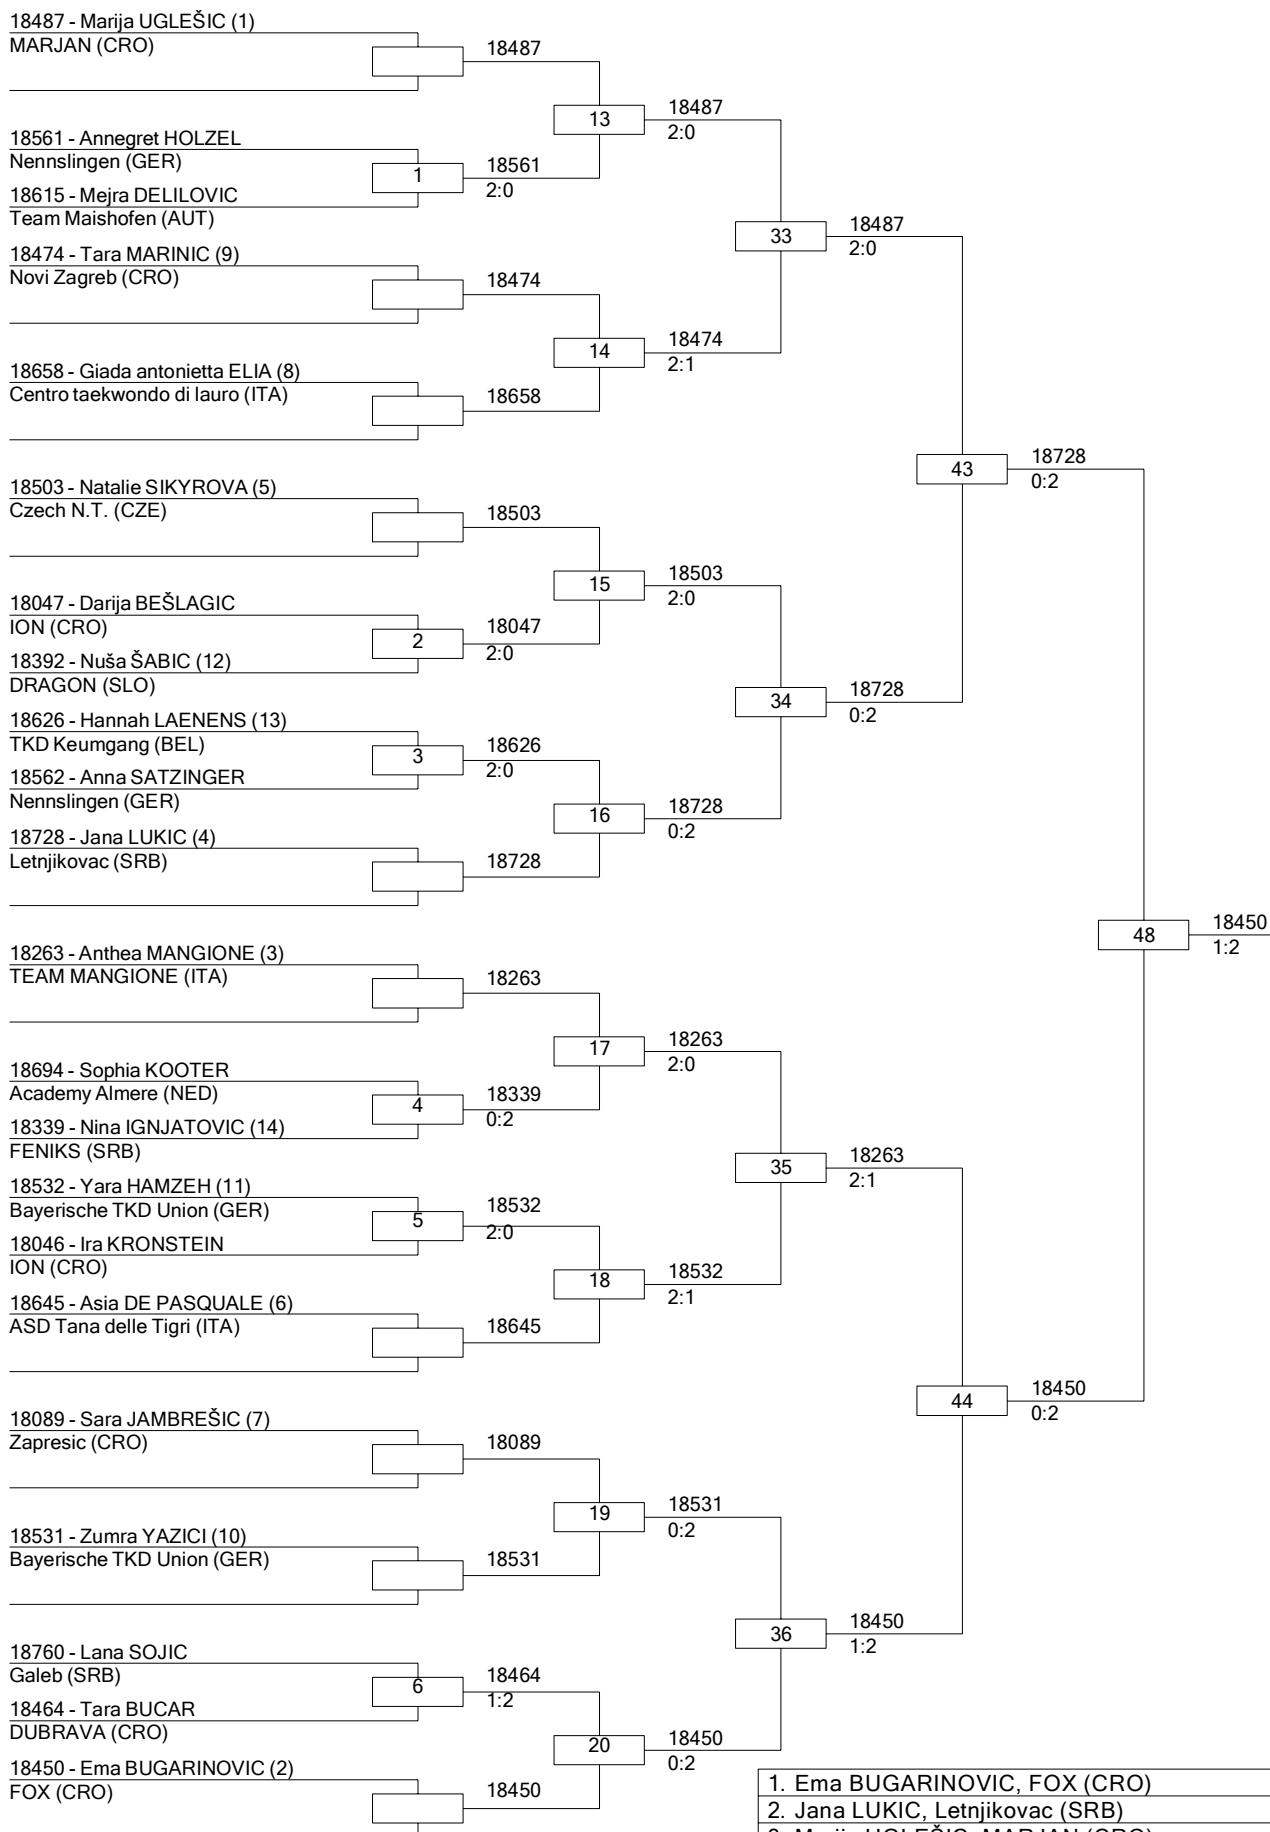 18487 - Marija UGLEŠIC (1)
MARJAN (CRO)
18487
13
18487
2:0
18561 - Annegret HOLZEL
Nennslingen (GER)
1
18561
2:0
18615 - Mejra DELILOVIC
Team Maishofen (AUT)
33
18487
2:0
18474 - Tara MARINIC (9)
Novi Zagreb (CRO)
18474
14
18474
2:1
18658 - Giada antonietta ELIA (8)
Centro taekwondo di lauro (ITA)
18658
43
18728
0:2
18503 - Natalie SIKYROVA (5)
Czech N.T. (CZE)
18503
15
18503
2:0
18047 - Darija BEŠLAGIC
ION (CRO)
2
18047
2:0
18392 - Nuša ŠABIC (12)
DRAGON (SLO)
34
18728
0:2
18626 - Hannah LAENENS (13)
TKD Keumgang (BEL)
3
18626
2:0
18562 - Anna SATZINGER
Nennslingen (GER)
16
18728
0:2
18728 - Jana LUKIC (4)
Letnjikovac (SRB)
18728
48
18450
1:2
18263 - Anthea MANGIONE (3)
TEAM MANGIONE (ITA)
18263
17
18263
2:0
18694 - Sophia KOOTER
Academy Almere (NED)
4
18339
0:2
18339 - Nina IGNJATOVIC (14)
FENIKS (SRB)
35
18263
2:1
18532 - Yara HAMZEH (11)
Bayerische TKD Union (GER)
5
18532
2:0
18046 - Ira KRONSTEIN
ION (CRO)
18
18532
2:1
18645 - Asia DE PASQUALE (6)
ASD Tana delle Tigri (ITA)
18645
44
18450
0:2
18089 - Sara JAMBREŠIC (7)
Zapresic (CRO)
18089
19
18531
0:2
18531 - Zumra YAZICI (10)
Bayerische TKD Union (GER)
18531
36
18450
1:2
18760 - Lana SOJIC
Galeb (SRB)
6
18464
1:2
18464 - Tara BUCAR
DUBRAVA (CRO)
20
18450
0:2
18450 - Ema BUGARINOVIC (2)
FOX (CRO)
18450
1. Ema BUGARINOVIC, FOX (CRO)
2. Jana LUKIC, Letnjikovac (SRB)
3. Marija UGLEŠIC, MARJAN (CRO)